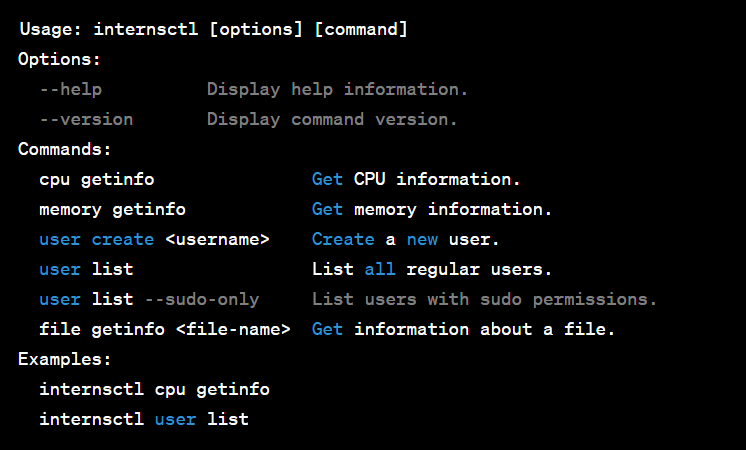 Usage: internsctl [options] [command]
Options:
  --help          Display help information.
  --version       Display command version.
Commands:
  cpu getinfo               Get CPU information.
  memory getinfo            Get memory information.
  user create <username>    Create a new user.
  user list                 List all regular users.
  user list --sudo-only     List users with sudo permissions.
  file getinfo <file-name>  Get information about a file.
Examples:
  internsctl cpu getinfo
  internsctl user list